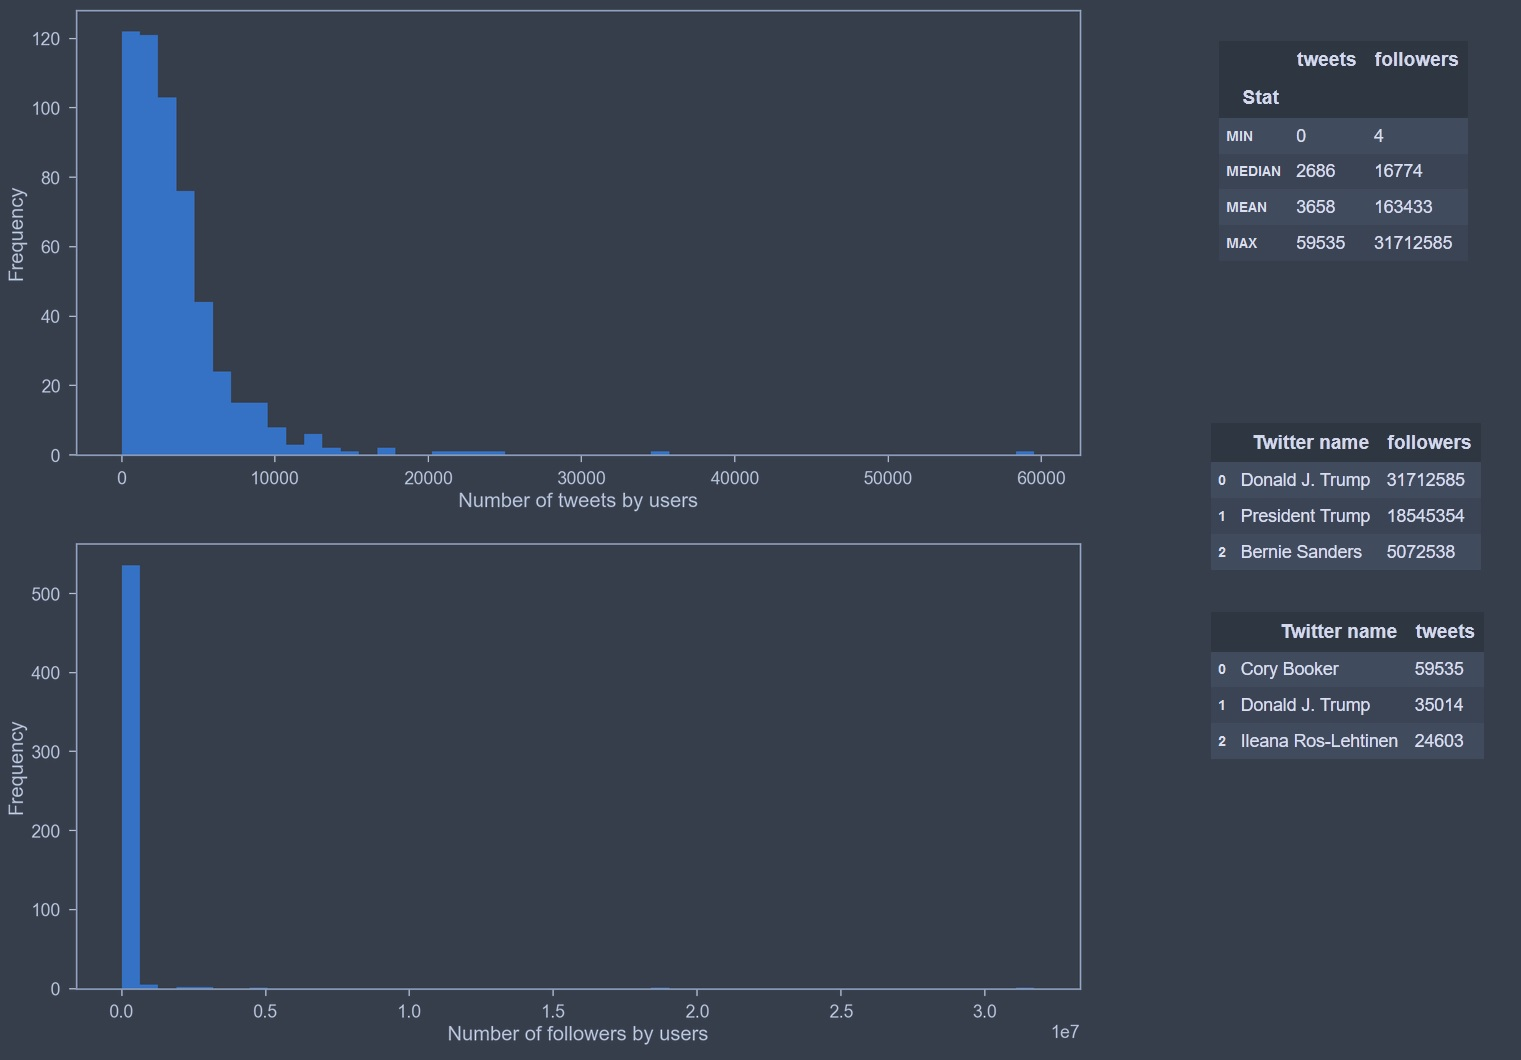 120
100
80
60
40
20
0
Frequency
0 10000 20000 30000 40000 50000 60000
Number of tweets by users
500
400
300
200
100
0
Frequency
0.0 0.5 1.0 1.5 2.0 2.5 3.0
1e7
Number of followers by users
tweets followers
Stat
MIN 0 4
MEDIAN 2686 16774
MEAN 3658 163433
MAX 59535 31712585
Twitter name followers
0 Donald J. Trump 31712585
1 President Trump 18545354
2 Bernie Sanders 5072538
Twitter name tweets
0 Cory Booker 59535
1 Donald J. Trump 35014
2 Ileana Ros-Lehtinen 24603